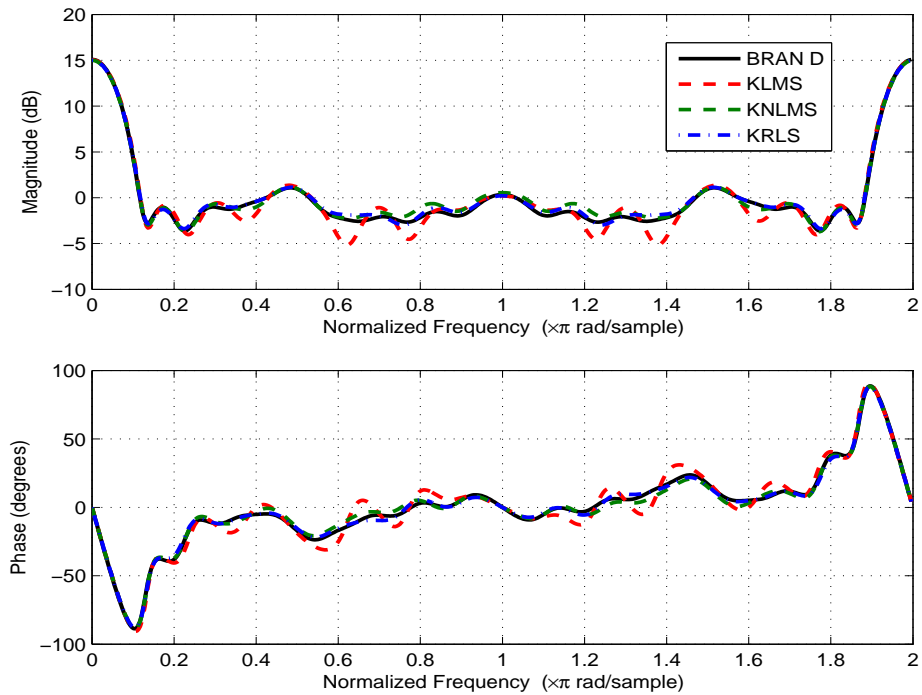 20
15
10
5
0
−5
−10
Magnitude (dB)
BRAN D
KLMS
KNLMS
KRLS
0 0.2 0.4 0.6 0.8 1 1.2 1.4 1.6 1.8 2
Normalized Frequency (×π rad/sample)
100
50
0
−50
−100
Phase (degrees)
0 0.2 0.4 0.6 0.8 1 1.2 1.4 1.6 1.8 2
Normalized Frequency (×π rad/sample)